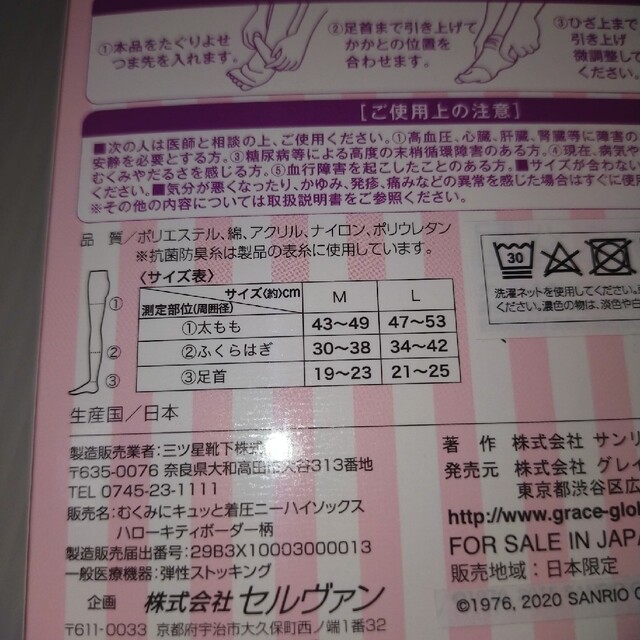 ①本品をたぐりよせ
つま先を入れます。
②足首まで引き上げて
かかとの位置を
合わせます。
③ひざ上まで
引き上げ
微調整して
ください。
［ご使用上の注意］
■次の人は医師と相談の上、ご使用ください。①高血圧、心臓、肝臓、腎臓等に障害の
安静を必要とする方。③糖尿病等による高度の末梢循環障害のある方。④現在、病気や
むくみやだるさを感じる方。⑤血行障害を起こしたことのある方。■サイズが合わない
ください。■気分が悪くなったり、かゆみ、発疹、痛みなどの異常を感じた場合はすぐに使用
※その他の内容については取扱説明書をご参照ください。
品 質／ポリエステル、綿、アクリル、ナイロン、ポリウレタン
※抗菌防臭糸は製品の表糸に使用しています。
〈サイズ表〉
サイズ(約)cm M L
測定部位(周囲径)
①太もも 43〜49 47〜53
②ふくらはぎ 30〜38 34〜42
③足首 19〜23 21〜25
①
②
③
30
洗濯ネットを使用してください。
ください。濃色の物は、淡色や白
生産国／日本
製造販売業者：三ツ星靴下株式
〒635-0076 奈良県大和高田市大谷313番地
TEL 0745-23-1111
販売名：むくみにキュッと着圧ニーハイソックス
ハローキティボーダー柄
製造販売届出番号：29B3X10003000013
一般医療機器：弾性ストッキング
企画 株式会社 セルヴァン
〒611-0033 京都府宇治市大久保町西ノ端1番32
著 作 株式会社 サンリ
発売元 株式会社 グレイ
東京都渋谷区広
http://www.grace-glob
FOR SALE IN JAPA
販売地域：日本限定
©1976, 2020 SANRIO C